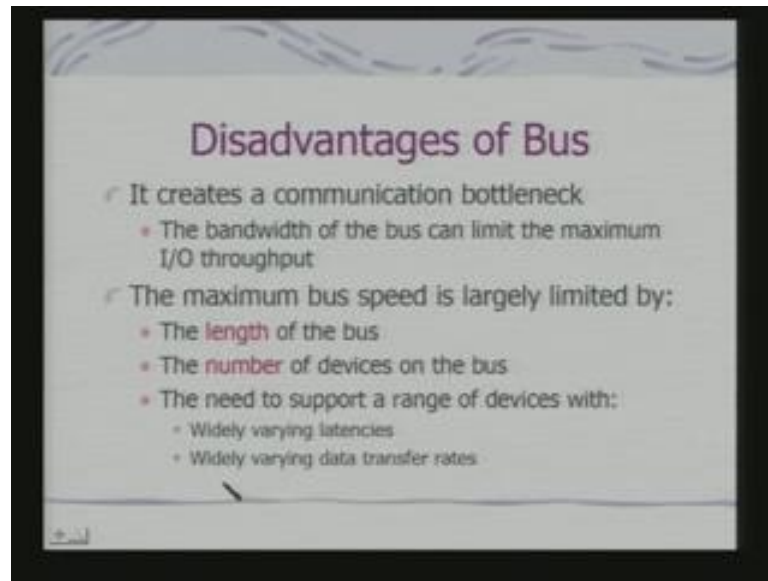 Disadvantages of Bus
It creates a communication bottleneck
The bandwidth of the bus can limit the maximum
I/O throughput
The maximum bus speed is largely limited by:
The length of the bus
The number of devices on the bus
The need to support a range of devices with:
Widely varying latencies
Widely varying data transfer rates